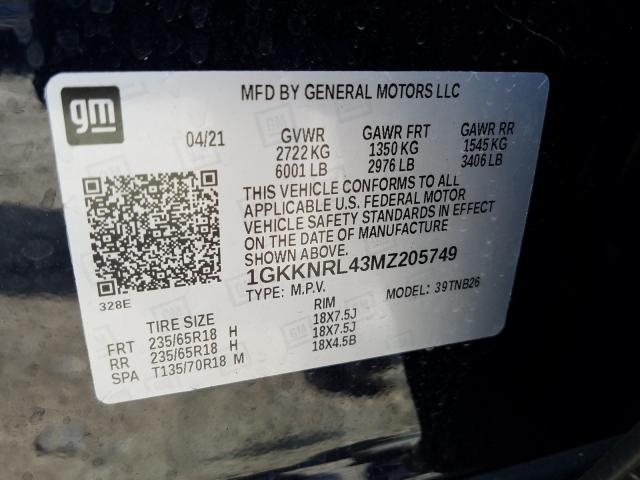 gm
MFD BY GENERAL MOTORS LLC
04/21 GVWR GAWR FRT GAWR RR
2722 KG 1350 KG 1545 KG
6001 LB 2976 LB 3406 LB
THIS VEHICLE CONFORMS TO ALL
APPLICABLE U.S. FEDERAL MOTOR
VEHICLE SAFETY STANDARDS IN EFFECT
ON THE DATE OF MANUFACTURE
SHOWN ABOVE.
1GKKNRL43MZ205749
328E TYPE: M.P.V. MODEL: 39TNB26
TIRE SIZE RIM
FRT 235/65R18 H 18X7.5J
RR 235/65R18 H 18X7.5J
SPA T135/70R18 M 18X4.5B